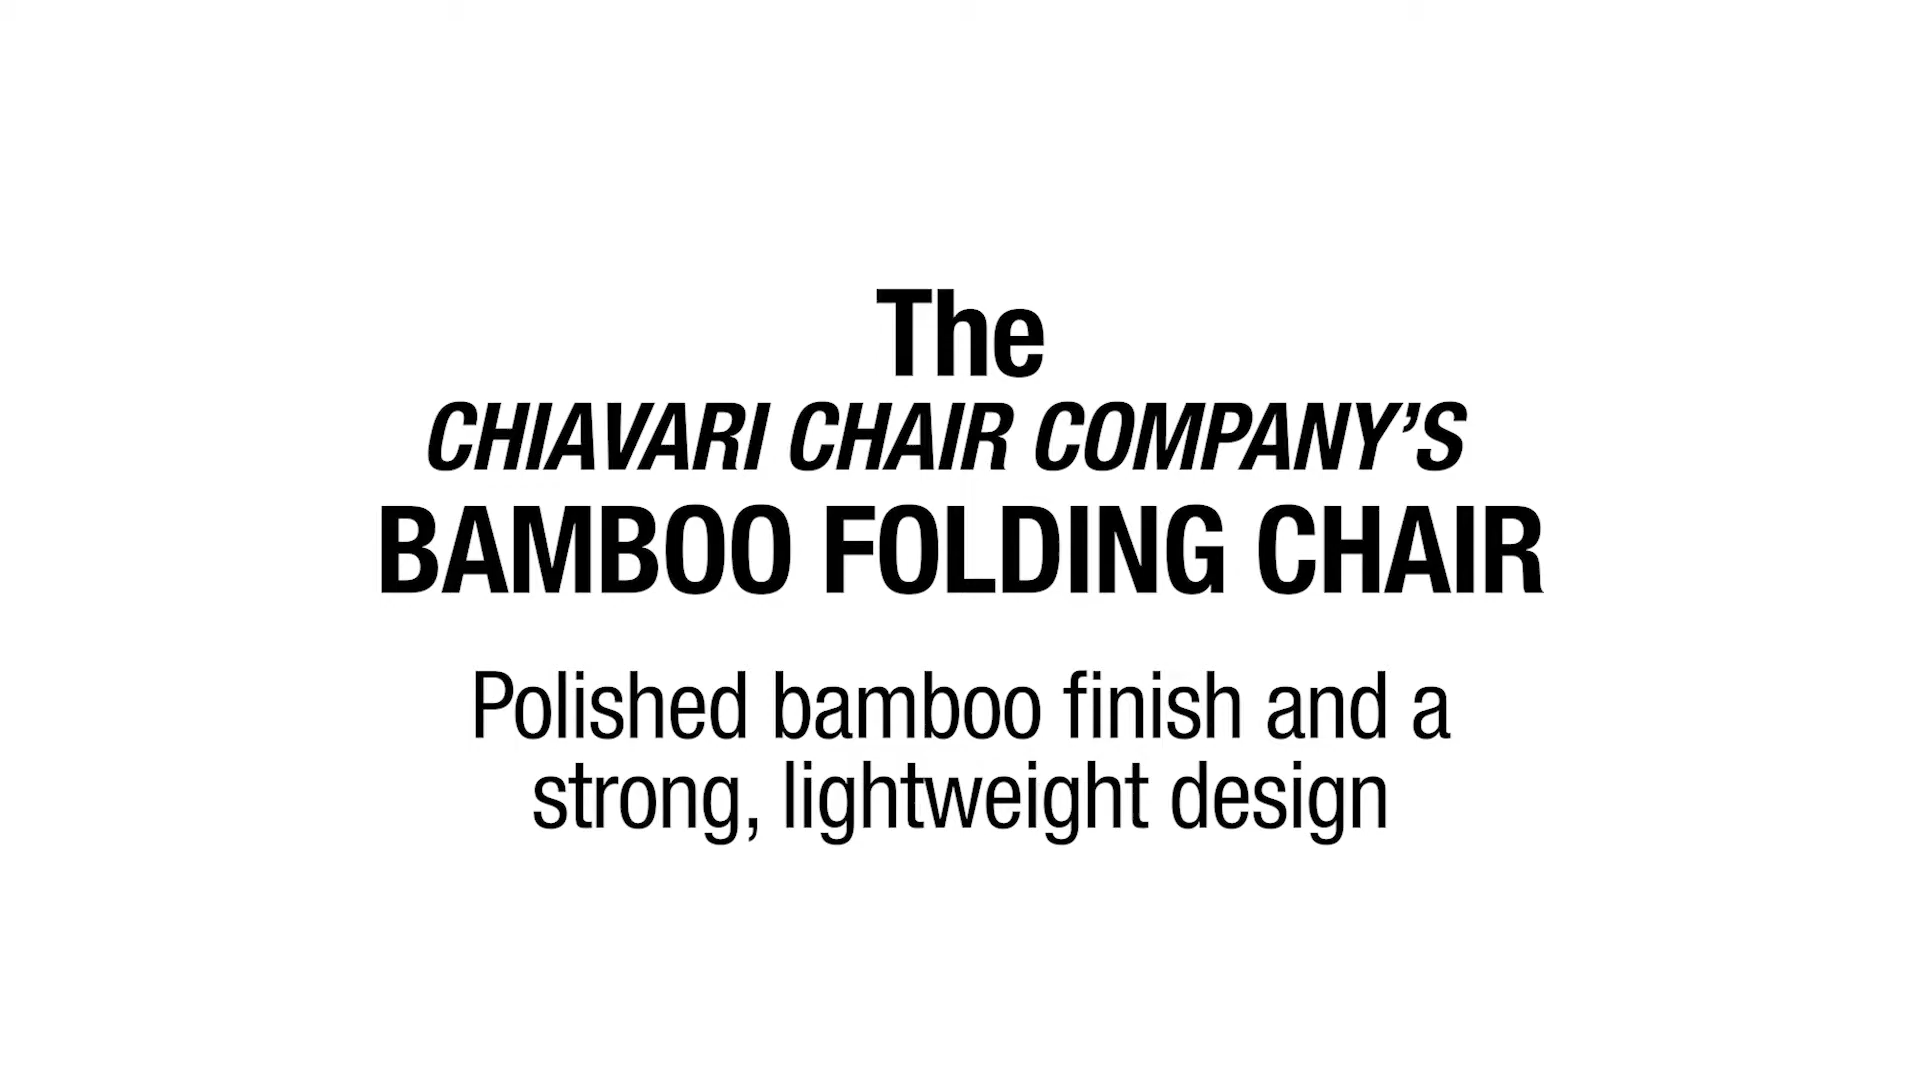 The
CHIAVARI CHAIR COMPANY’S
BAMBOO FOLDING CHAIR
Polished bamboo finish and a
strong, lightweight design